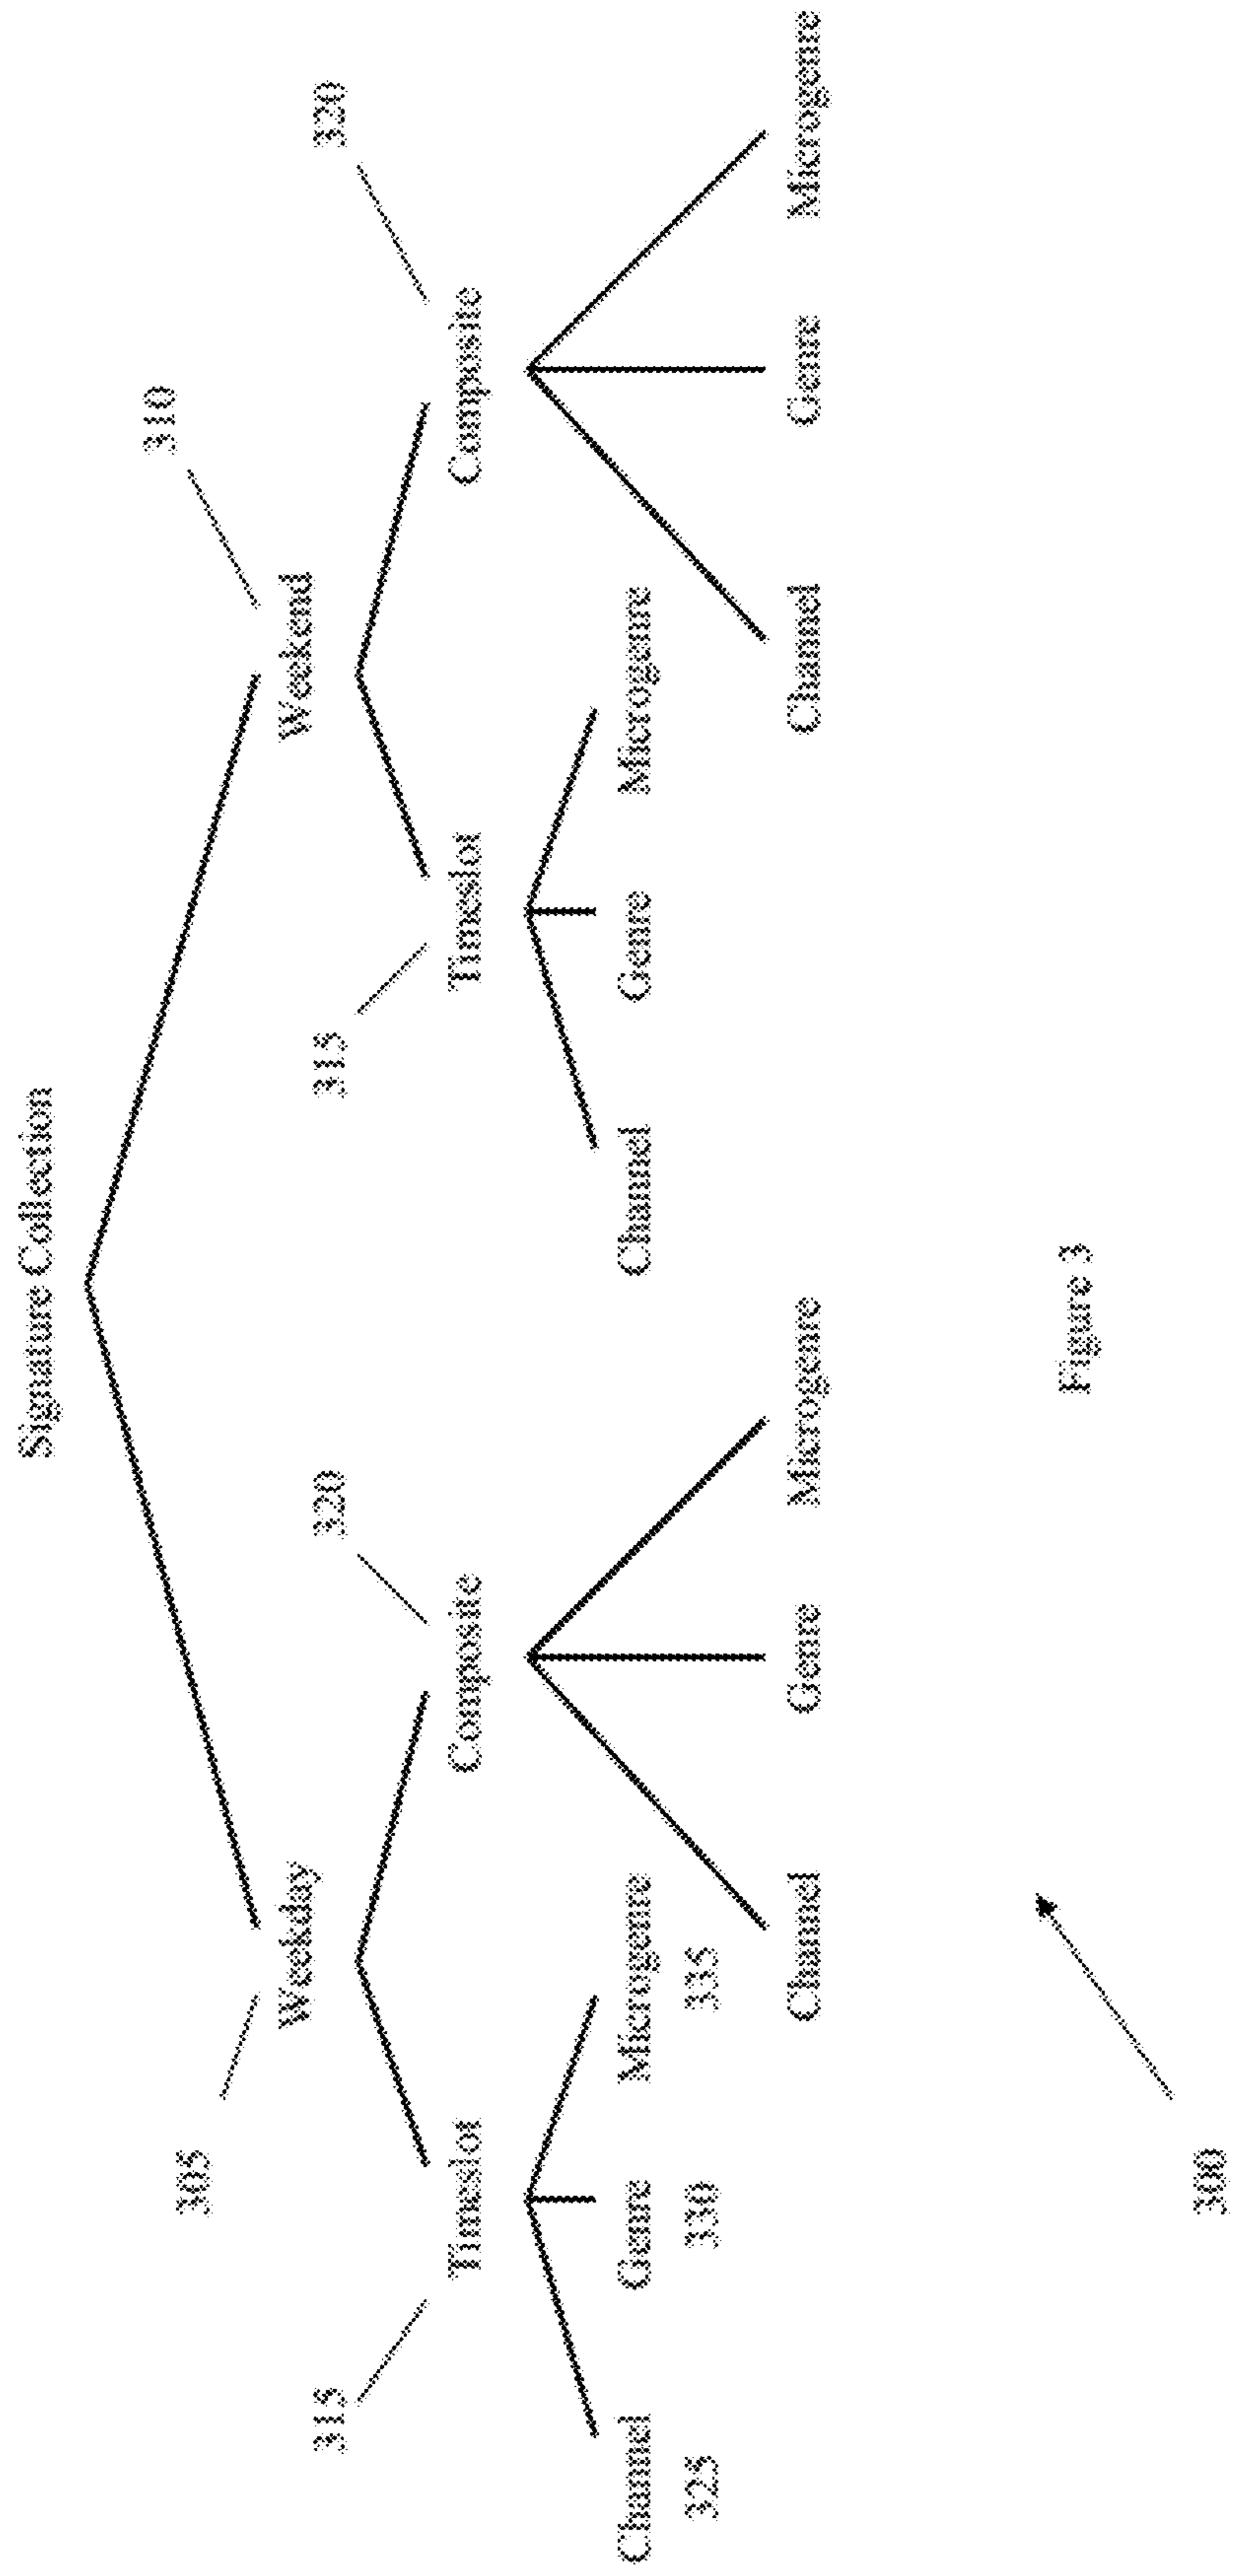 Signature Collection
310
305
Weekday
Weekend
315
320
315
320
Timeslot
Composite
Timeslot
Composite
Channel
Genre
Microgenre
Channel
Genre
Microgenre
325
330
335
Channel
Genre
Microgenre
Channel
Genre
Microgenre
Figure 3
300